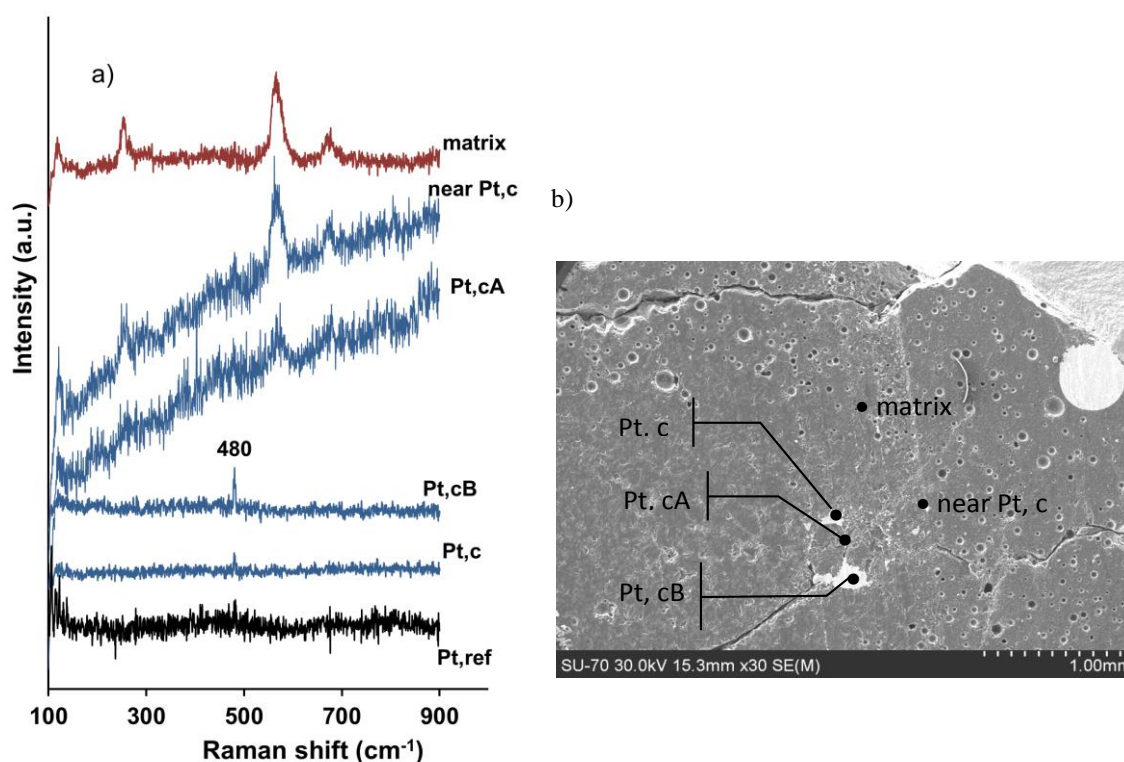 a)
matrix
near Pt,c
Pt,cA
480
Pt,cB
Pt,c
Pt,ref
Intensity (a.u.)
100 300 500 700 900
Raman shift (cm⁻¹)
b)
matrix
Pt. c
Pt. cA
near Pt, c
Pt, cB
SU-70 30.0kV 15.3mm x30 SE(M) 1.00mm